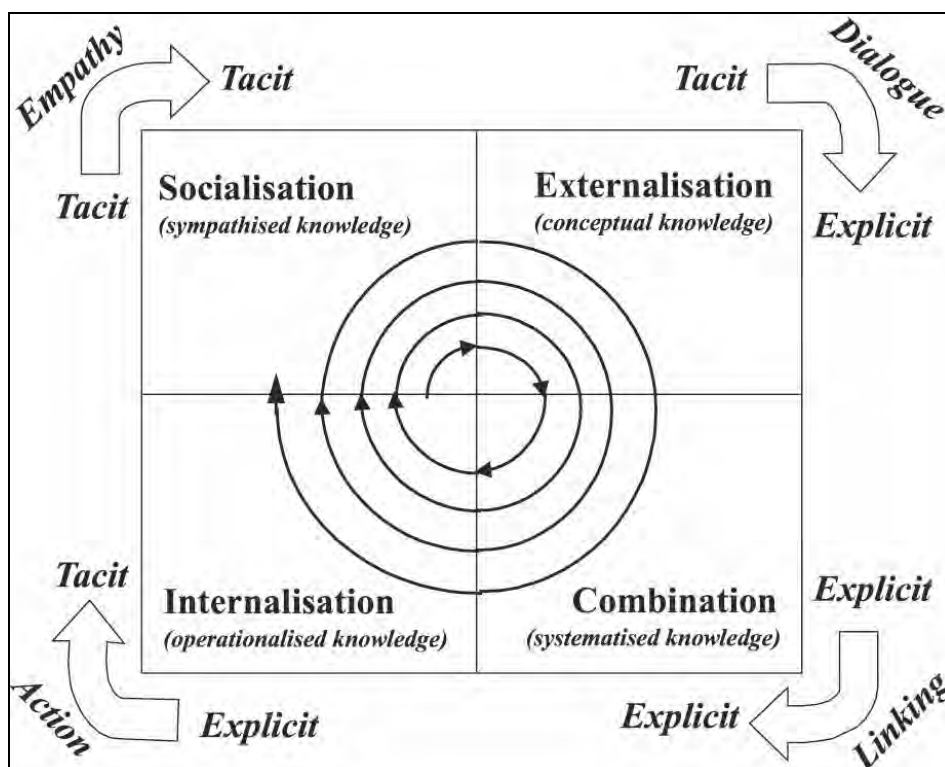 Empathy
Tacit
Tacit
Dialogue
Tacit
Explicit
Socialisation
(sympathised knowledge)
Externalisation
(conceptual knowledge)
Internalisation
(operationalised knowledge)
Combination
(systematised knowledge)
Tacit
Action
Explicit
Explicit
Explicit
Linking